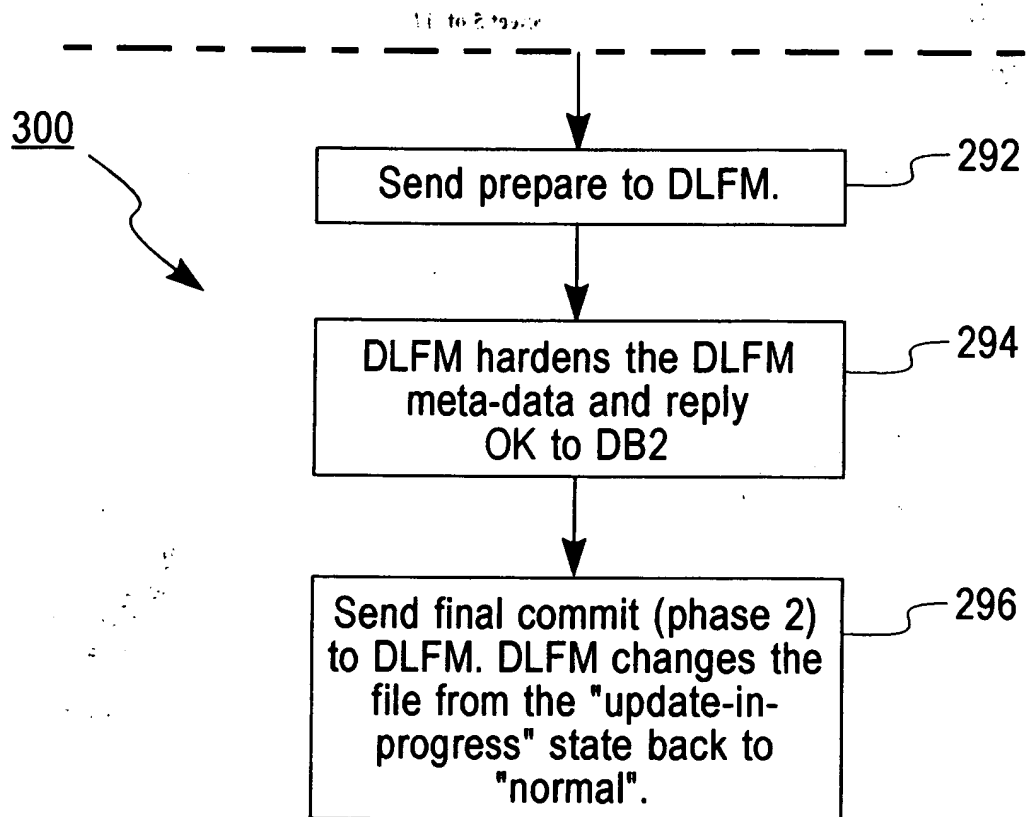 300
Send prepare to DLFM.
292
DLFM hardens the DLFM
meta-data and reply
OK to DB2
294
Send final commit (phase 2)
to DLFM. DLFM changes the
file from the "update-in-
progress" state back to
"normal".
296